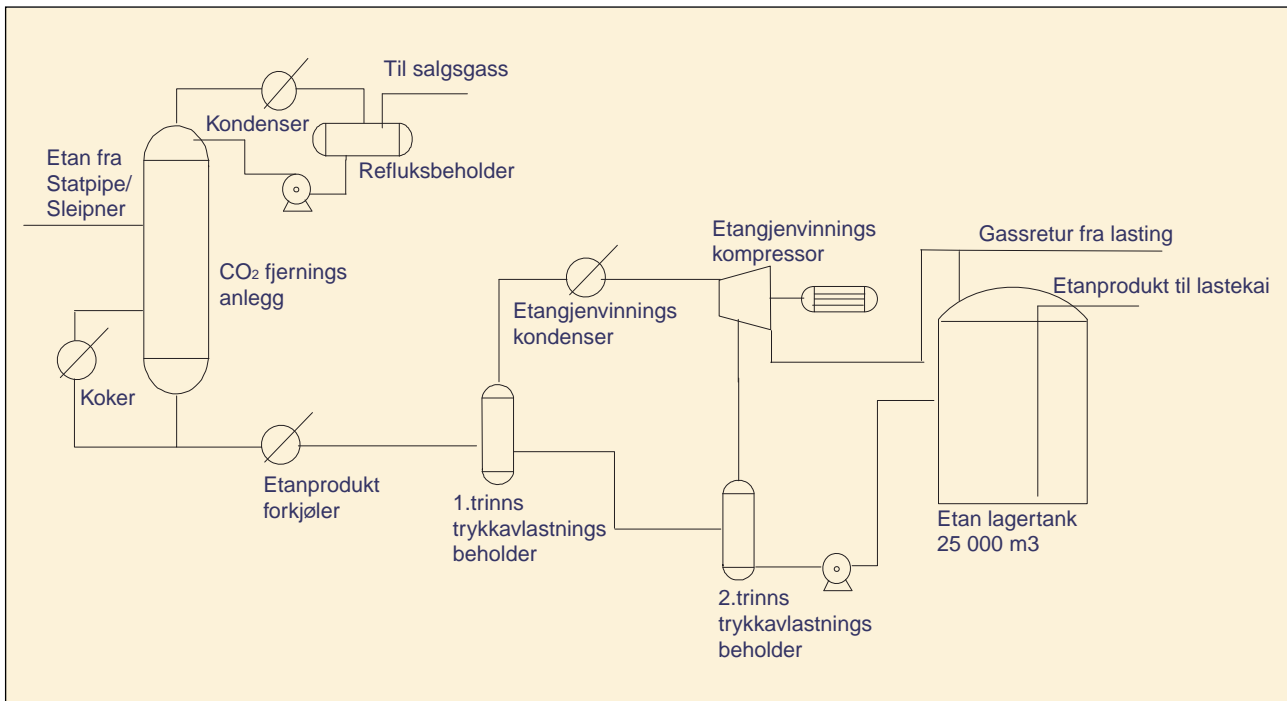 Til salgsgass
Kondenser
Refluksbeholder
Etan fra
Statpipe/
Sleipner
CO₂ fjernings
anlegg
Koker
Etanprodukt
forkjøler
Etangjenvinnings
kondenser
1.trinns
trykkavlastnings
beholder
Etangjenvinnings
kompressor
2.trinns
trykkavlastnings
beholder
Gassretur fra lasting
Etanprodukt til lastekai
Etan lagertank
25 000 m3